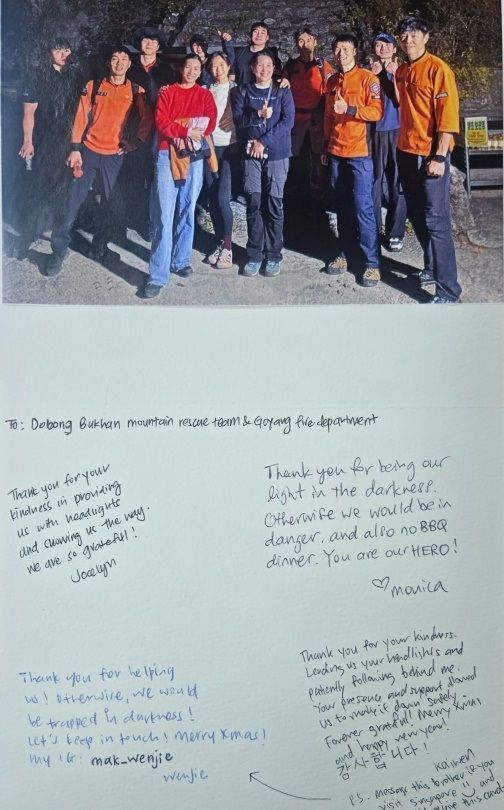 To: Dobong Bukhan mountain rescue team & Goyang fire department
Thank you for your
kindness in providing
us with headlights
and showing us the way.
We are so grateful!
Jocelyn
Thank you for being our
light in the darkness.
Otherwise we would be in
danger, and also no BBQ
dinner. You are our HERO!
♡ monica
Thank you for helping
us! Otherwise, we would
be trapped in darkness!
Let's keep in touch! Merry Xmas!
my IG: mak_wenjie
wenjie
Thank you for your kindness.
Lending us your headlights and
patiently following behind me.
Your presence and support allowed
us to make it down safely.
Forever grateful! Merry Xmas
and happy new year!
감사합니다!
P.S. message this brother if you
visit Singapore and
this card